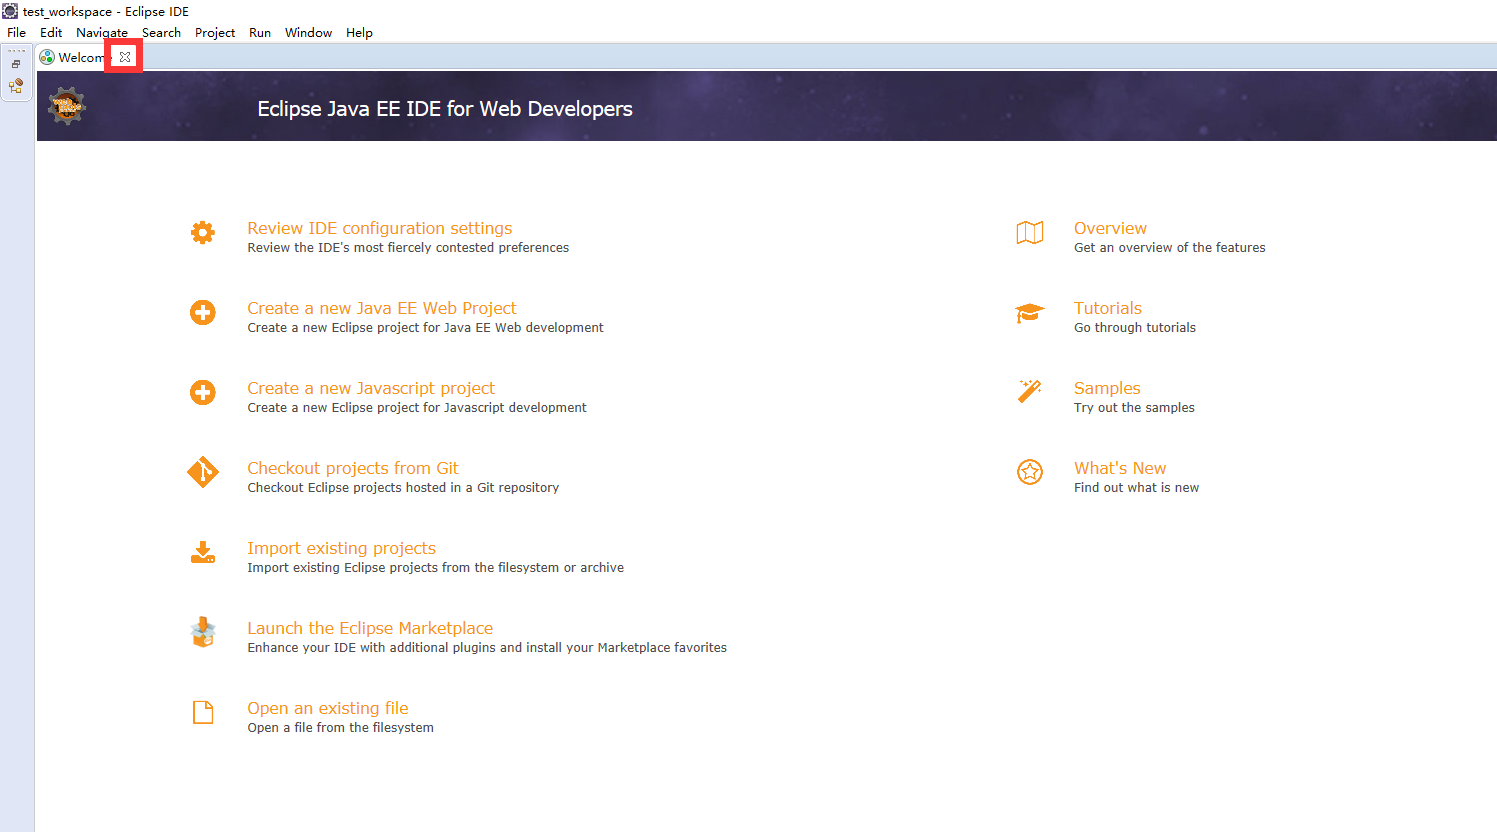 test_workspace - Eclipse IDE
File Edit Navigate Search Project Run Window Help
Welcom
Eclipse Java EE IDE for Web Developers
Review IDE configuration settings
Review the IDE's most fiercely contested preferences
Create a new Java EE Web Project
Create a new Eclipse project for Java EE Web development
Create a new Javascript project
Create a new Eclipse project for Javascript development
Checkout projects from Git
Checkout Eclipse projects hosted in a Git repository
Import existing projects
Import existing Eclipse projects from the filesystem or archive
Launch the Eclipse Marketplace
Enhance your IDE with additional plugins and install your Marketplace favorites
Open an existing file
Open a file from the filesystem
Overview
Get an overview of the features
Tutorials
Go through tutorials
Samples
Try out the samples
What's New
Find out what is new